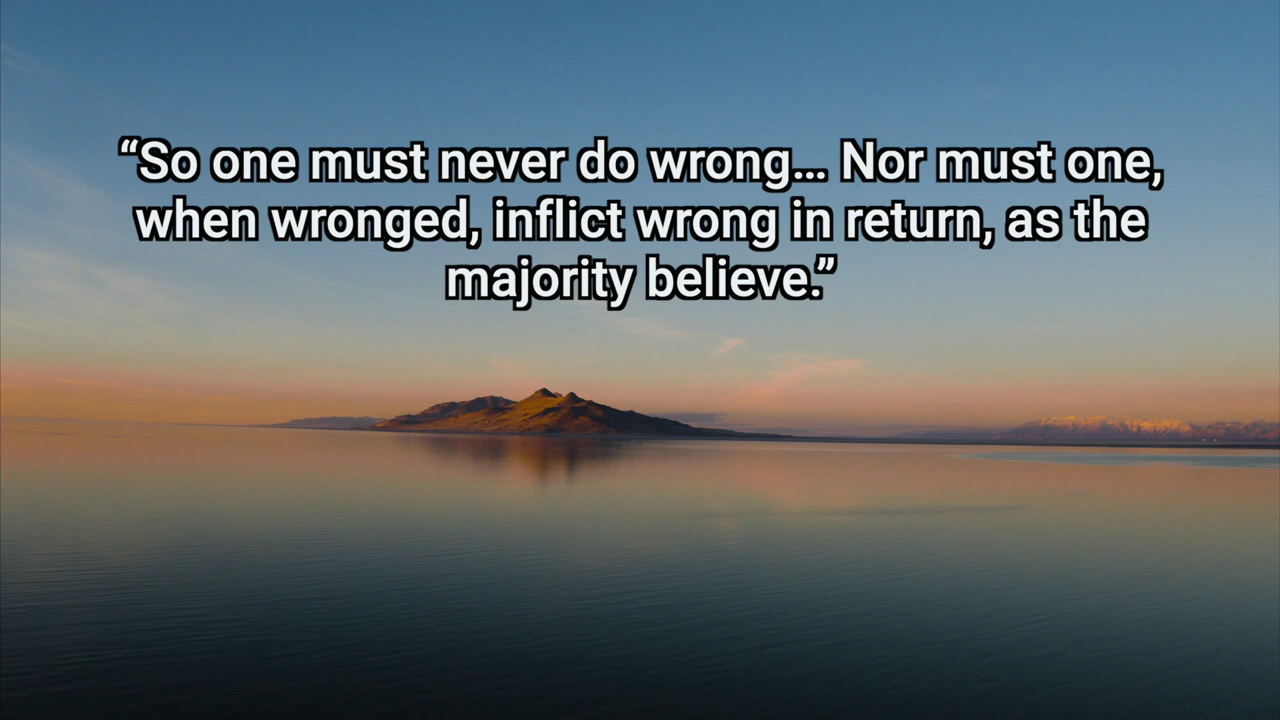 “So one must never do wrong... Nor must one,
when wronged, inflict wrong in return, as the
majority believe.”